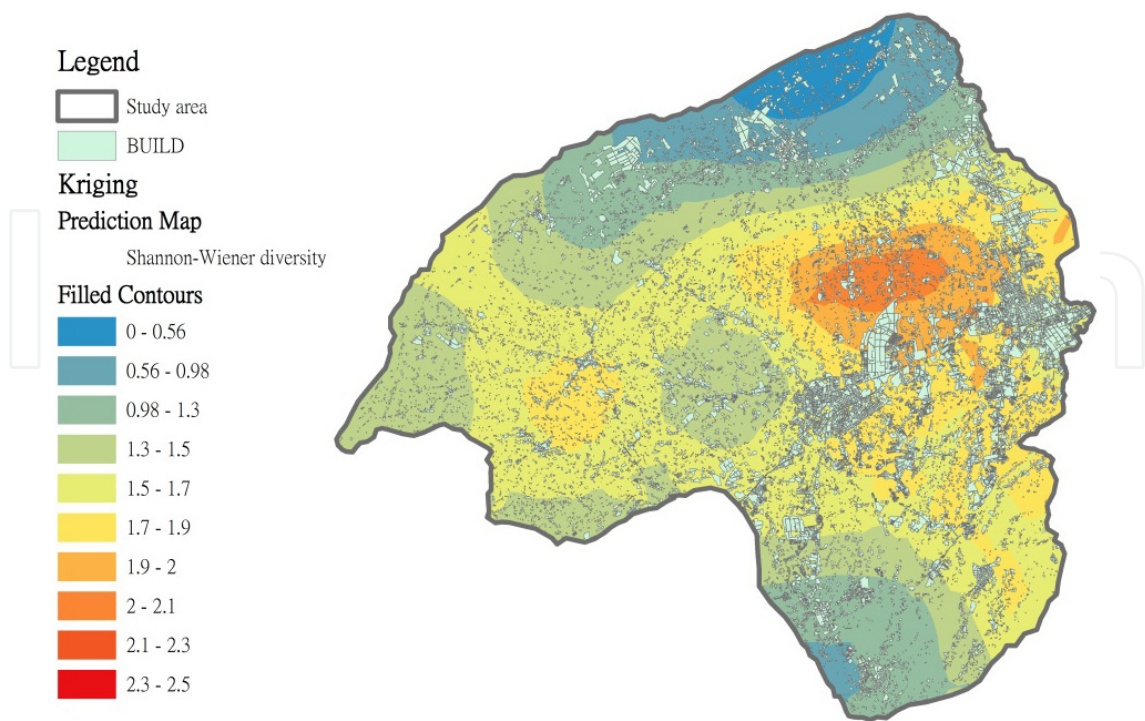 Legend
Study area
BUILD
Kriging
Prediction Map
Shannon-Wiener diversity
Filled Contours
0 - 0.56
0.56 - 0.98
0.98 - 1.3
1.3 - 1.5
1.5 - 1.7
1.7 - 1.9
1.9 - 2
2 - 2.1
2.1 - 2.3
2.3 - 2.5